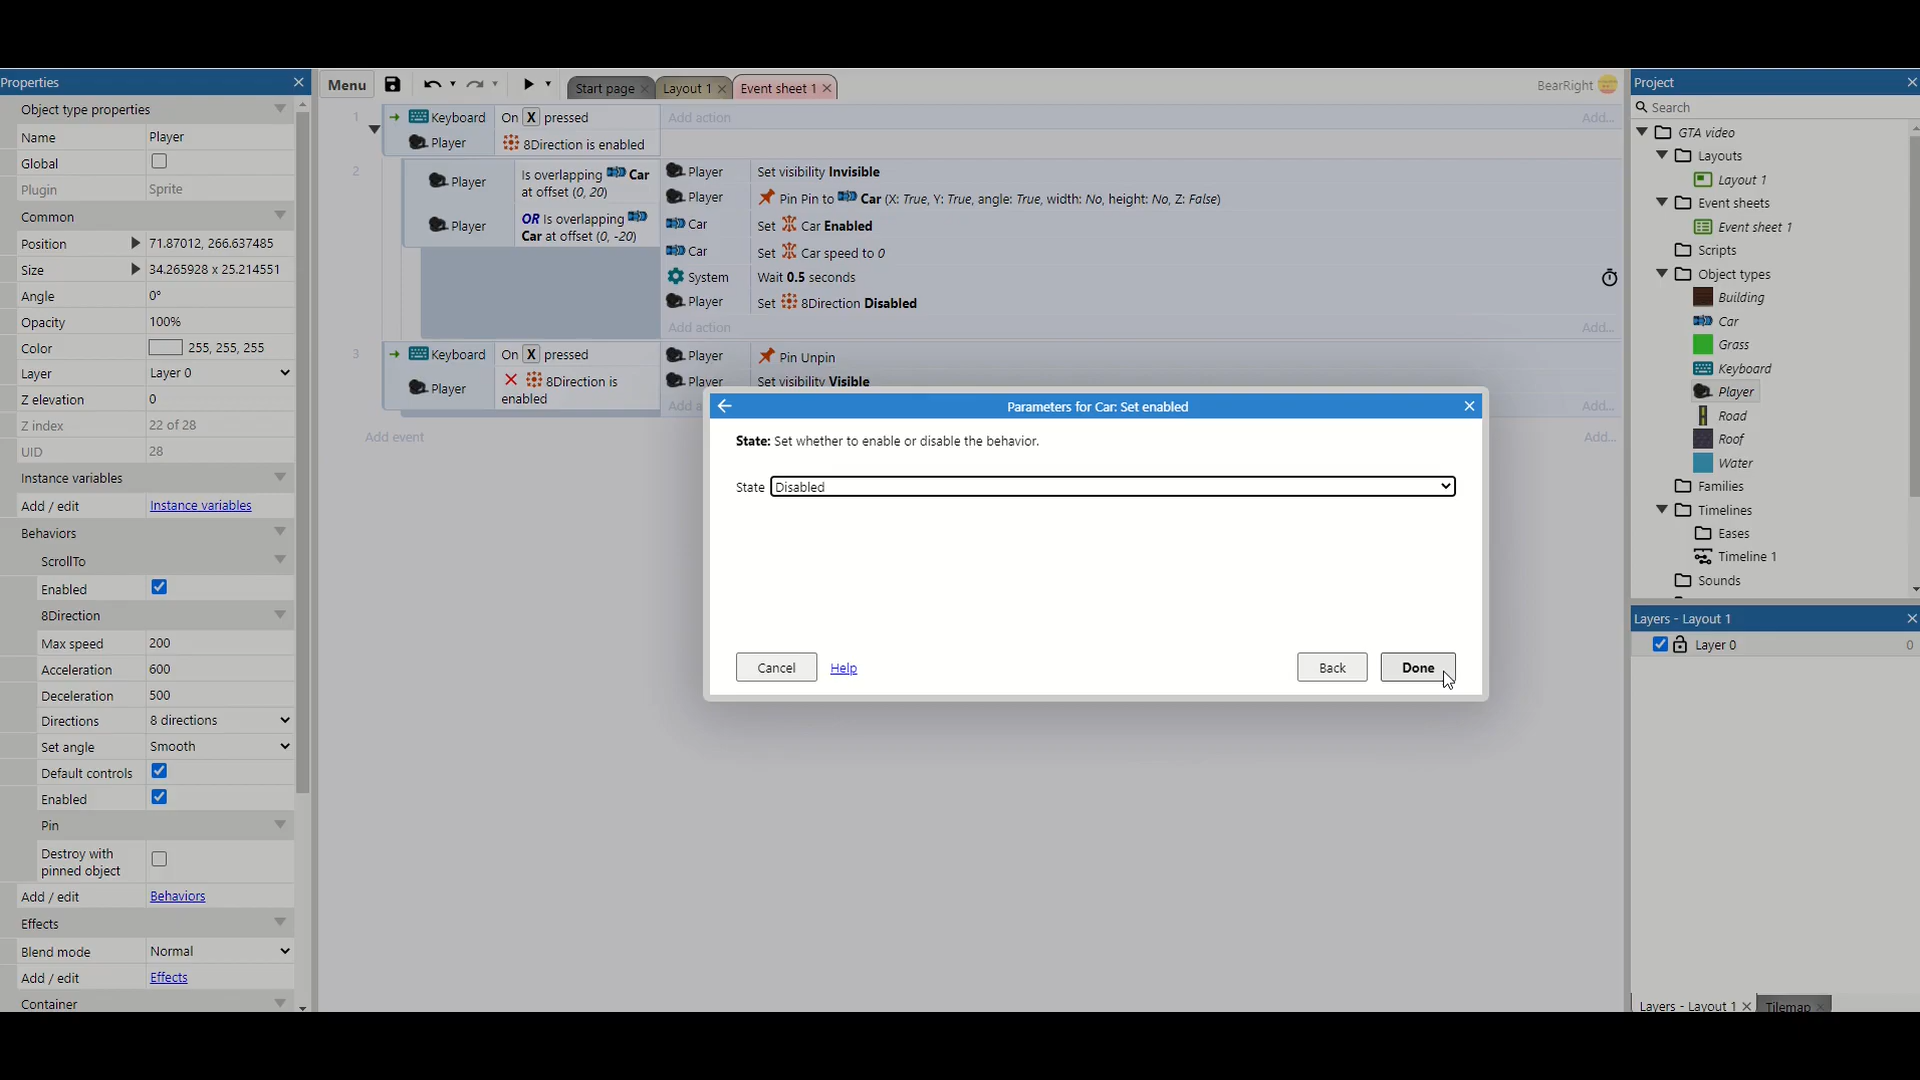 Properties
Object type properties
Name Player
Global
Plugin Sprite
Common
Position 71.87012, 266.637485
Size 34.265928 x 25.214551
Angle 0°
Opacity 100%
Color 255, 255, 255
Layer Layer 0
Z elevation 0
Z index 22 of 28
UID 28
Instance variables
Add / edit Instance variables
Behaviors
ScrollTo
Enabled
8Direction
Max speed 200
Acceleration 600
Deceleration 500
Directions 8 directions
Set angle Smooth
Default controls
Enabled
Pin
Destroy with
pinned object
Add / edit Behaviors
Effects
Blend mode Normal
Add / edit Effects
Container
Menu
Start page
Layout 1
Event sheet 1
BearRight
1 Keyboard On X pressed Add action Add...
Player 8Direction is enabled
2
Player Is overlapping Car
at offset (0, 20)
Player OR Is overlapping
Car at offset (0, -20)
Player Set visibility Invisible
Player Pin Pin to Car (X: True, Y: True, angle: True, width: No, height: No, Z: False)
Car Set Car Enabled
Car Set Car speed to 0
System Wait 0.5 seconds
Player Set 8Direction Disabled
Add action Add...
3 Keyboard On X pressed
Player 8Direction is
enabled
Player Pin Unpin
Player Set visibility Visible
Add a Add...
Add event Add...
Parameters for Car: Set enabled
State: Set whether to enable or disable the behavior.
State Disabled
Cancel Help Back Done
Project
Search
GTA video
Layouts
Layout 1
Event sheets
Event sheet 1
Scripts
Object types
Building
Car
Grass
Keyboard
Player
Road
Roof
Water
Families
Timelines
Eases
Timeline 1
Sounds
Layers - Layout 1
Layer 0 0
Layers - Layout 1 Tilemap